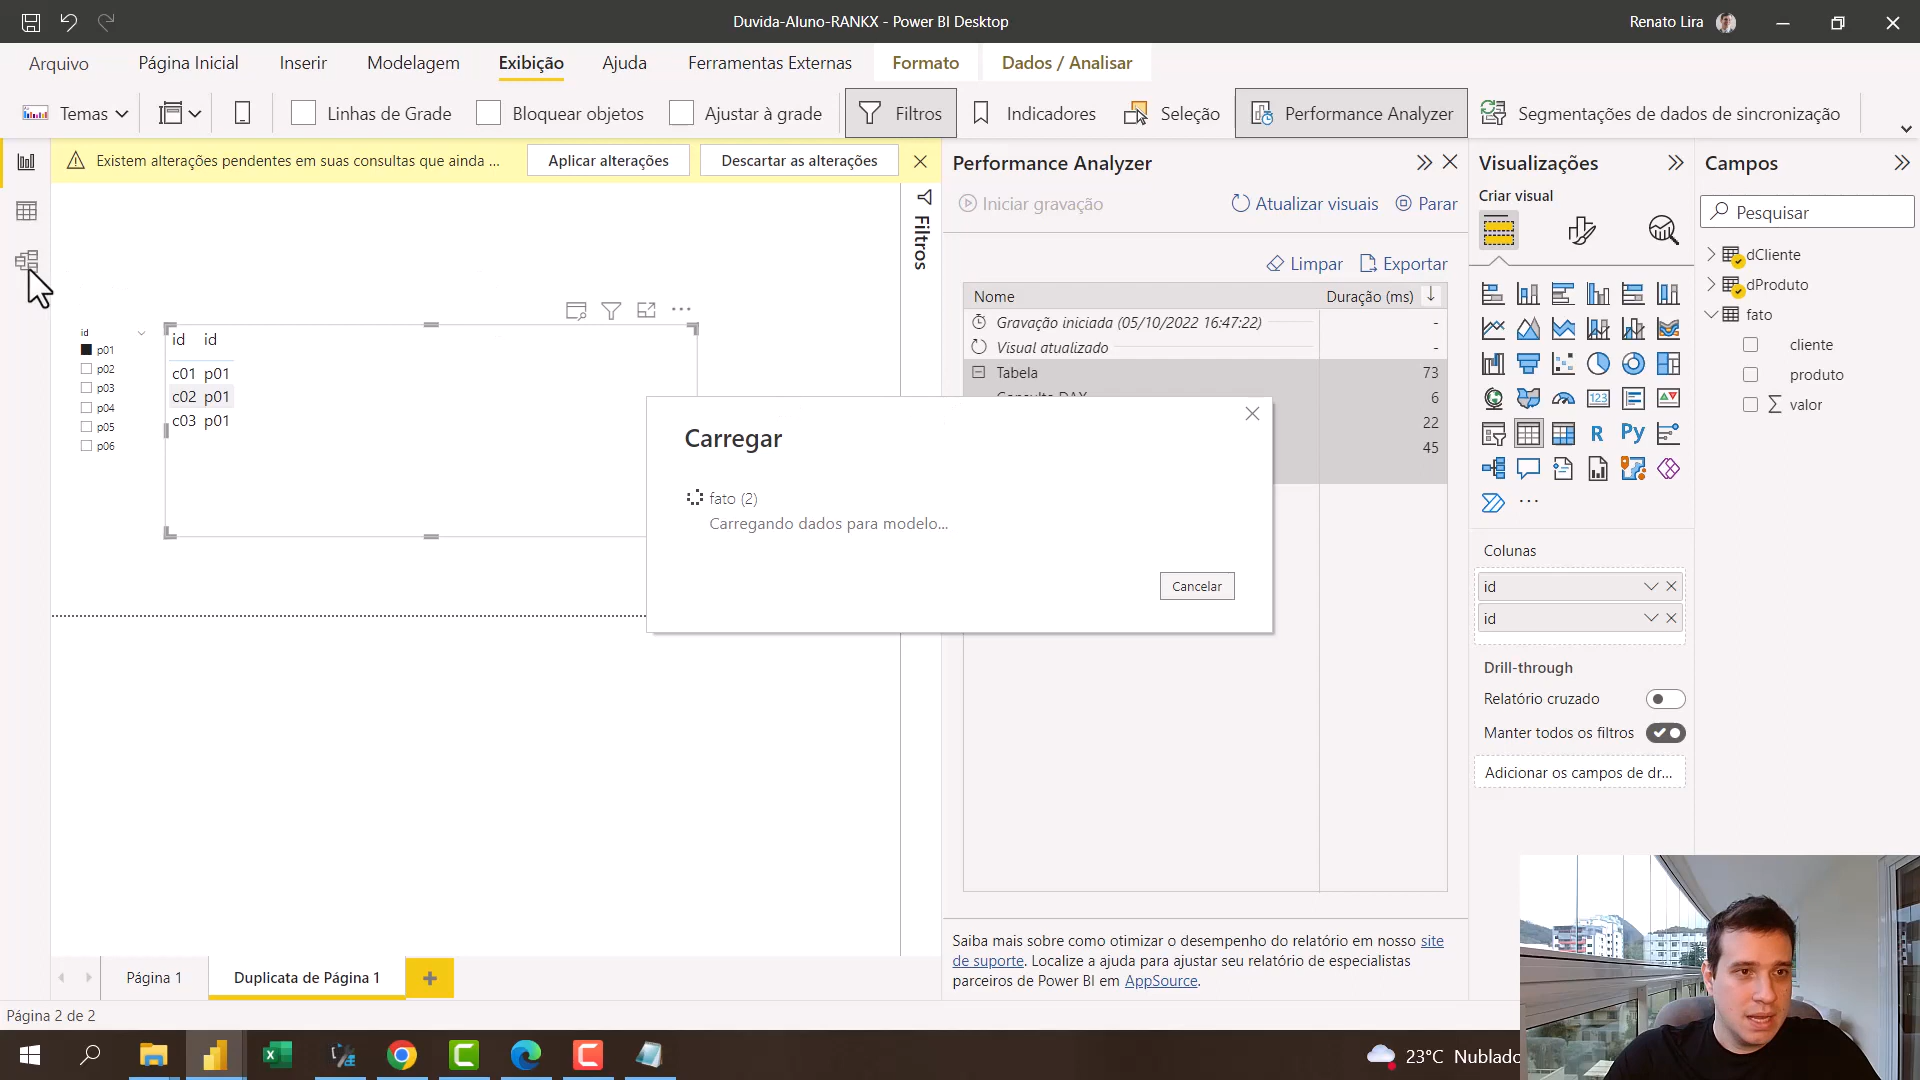 Duvida-Aluno-RANKX - Power BI Desktop
Renato Lira
Arquivo
Página Inicial
Inserir
Modelagem
Exibição
Ajuda
Ferramentas Externas
Formato
Dados / Analisar
Temas
Linhas de Grade
Bloquear objetos
Ajustar à grade
Filtros
Indicadores
Seleção
Performance Analyzer
Segmentações de dados de sincronização
Existem alterações pendentes em suas consultas que ainda ...
Aplicar alterações
Descartar as alterações
Filtros
id
p01
p02
p03
p04
p05
p06
id id
c01 p01
c02 p01
c03 p01
Performance Analyzer
Iniciar gravação
Atualizar visuais
Parar
Limpar
Exportar
Nome
Duração (ms)
Gravação iniciada (05/10/2022 16:47:22) -
Visual atualizado -
Tabela 73
Consulta DAX 6
22
45
Carregar
fato (2)
Carregando dados para modelo...
Cancelar
Saiba mais sobre como otimizar o desempenho do relatório em nosso site
de suporte. Localize a ajuda para ajustar seu relatório de especialistas
parceiros de Power BI em AppSource.
Visualizações
Criar visual
R
Py
123
...
Colunas
id
id
Drill-through
Relatório cruzado
Manter todos os filtros
Adicionar os campos de dr...
Campos
Pesquisar
dCliente
dProduto
fato
cliente
produto
∑ valor
Página 1
Duplicata de Página 1
+
Página 2 de 2
23°C Nublado